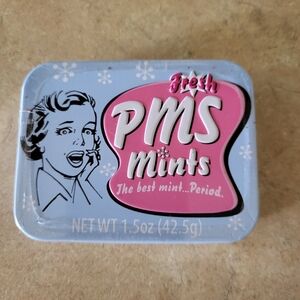 Fresh
PMS
Mints
The best mint...Period.
NET WT 1.5oz (42.5g)